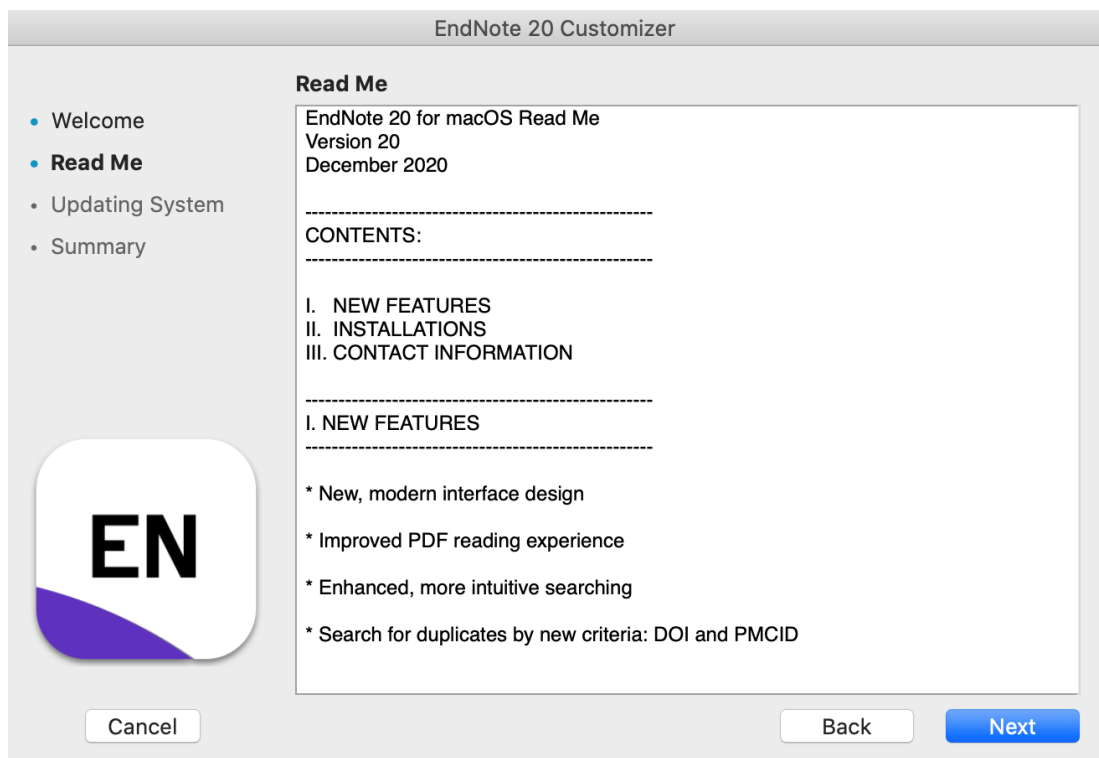 EndNote 20 Customizer
Welcome
Read Me
Updating System
Summary
EN
Read Me
EndNote 20 for macOS Read Me
Version 20
December 2020
-----------------------------------------------------
CONTENTS:
-----------------------------------------------------
I. NEW FEATURES
II. INSTALLATIONS
III. CONTACT INFORMATION
-----------------------------------------------------
I. NEW FEATURES
-----------------------------------------------------
* New, modern interface design
* Improved PDF reading experience
* Enhanced, more intuitive searching
* Search for duplicates by new criteria: DOI and PMCID
Cancel
Back
Next